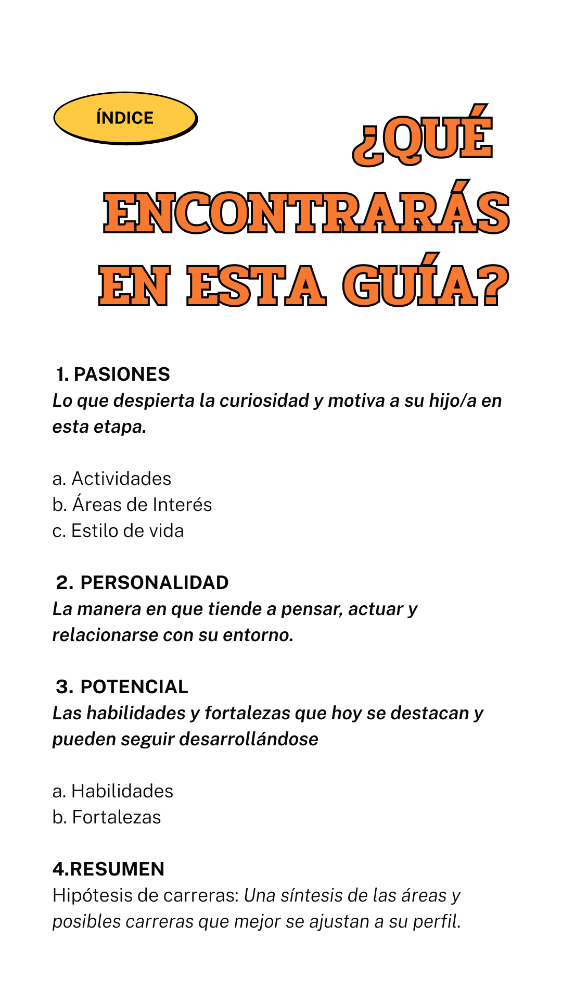 ÍNDICE
¿QUÉ
ENCONTRARÁS
EN ESTA GUÍA?
1. PASIONES
Lo que despierta la curiosidad y motiva a su hijo/a en
esta etapa.
a. Actividades
b. Áreas de Interés
c. Estilo de vida
2. PERSONALIDAD
La manera en que tiende a pensar, actuar y
relacionarse con su entorno.
3. POTENCIAL
Las habilidades y fortalezas que hoy se destacan y
pueden seguir desarrollándose
a. Habilidades
b. Fortalezas
4.RESUMEN
Hipótesis de carreras: Una síntesis de las áreas y
posibles carreras que mejor se ajustan a su perfil.